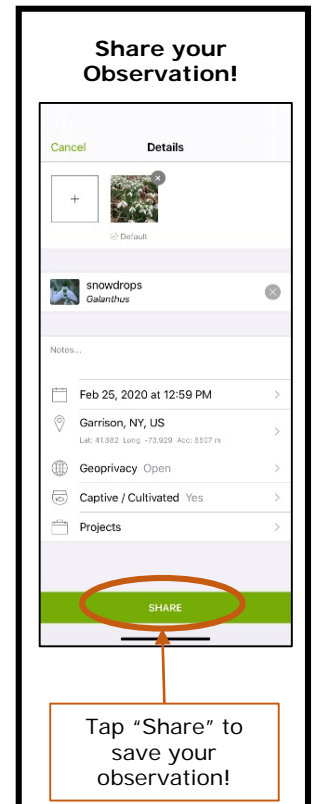 Share your
Observation!
Cancel Details
+
Default
snowdrops
Galanthus
Notes...
Feb 25, 2020 at 12:59 PM
Garrison, NY, US
Lat: 41.382 Long: -73.929 Acc: 8507 m
Geoprivacy Open
Captive / Cultivated Yes
Projects
SHARE
Tap “Share” to
save your
observation!